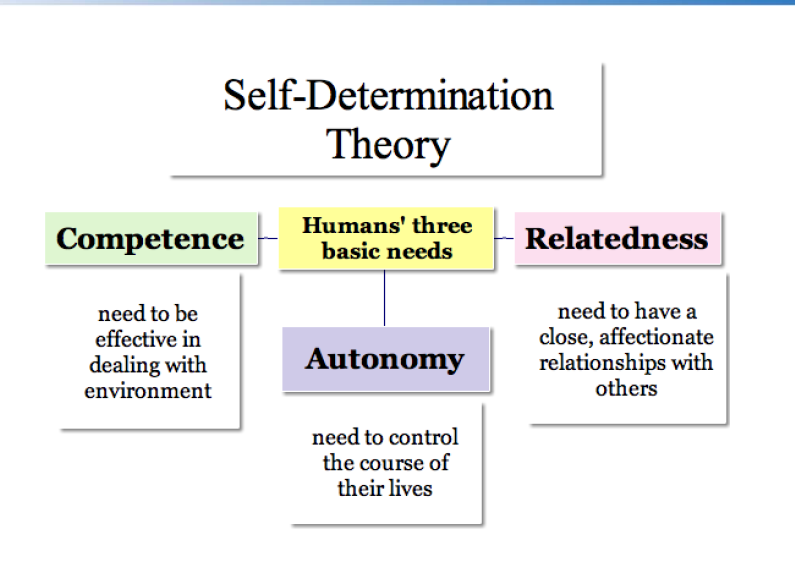 Self-Determination
Theory
Competence
Humans' three
basic needs
Relatedness
need to be
effective in
dealing with
environment
Autonomy
need to control
the course of
their lives
need to have a
close, affectionate
relationships with
others